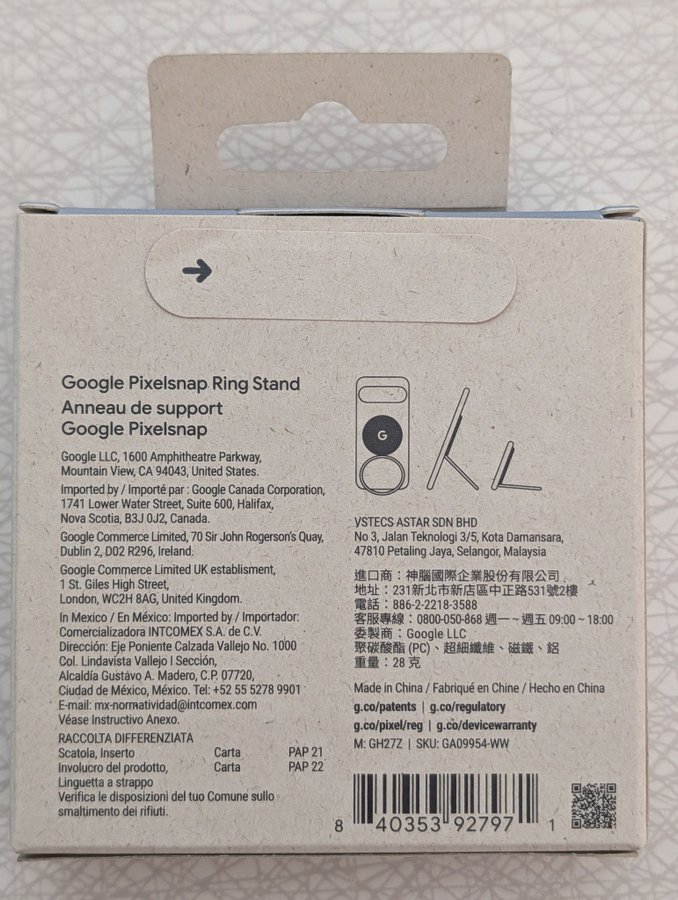 Google Pixelsnap Ring Stand
Anneau de support
Google Pixelsnap
Google LLC, 1600 Amphitheatre Parkway,
Mountain View, CA 94043, United States.
Imported by / Importé par : Google Canada Corporation,
1741 Lower Water Street, Suite 600, Halifax,
Nova Scotia, B3J 0J2, Canada.
Google Commerce Limited, 70 Sir John Rogerson's Quay,
Dublin 2, D02 R296, Ireland.
Google Commerce Limited UK establisment,
1 St. Giles High Street,
London, WC2H 8AG, United Kingdom.
In Mexico / En México: Imported by / Importador:
Comercializadora INTCOMEX S.A. de C.V.
Dirección: Eje Poniente Calzada Vallejo No. 1000
Col. Lindavista Vallejo I Sección,
Alcaldía Gustavo A. Madero, C.P. 07720,
Ciudad de México, México. Tel: +52 55 5278 9901
E-mail: mx-normatividad@intcomex.com
Véase Instructivo Anexo.
RACCOLTA DIFFERENZIATA
Scatola, Inserto Carta PAP 21
Involucro del prodotto, Carta PAP 22
Linguetta a strappo
Verifica le disposizioni del tuo Comune sullo
smaltimento dei rifiuti.
G
VSTECS ASTAR SDN BHD
No 3, Jalan Teknologi 3/5, Kota Damansara,
47810 Petaling Jaya, Selangor, Malaysia
進口商：神腦國際企業股份有限公司
地址：231新北市新店區中正路531號2樓
電話：886-2-2218-3588
客服專線：0800-050-868 週一~週五 09:00~18:00
委製商：Google LLC
聚碳酸酯 (PC)、超細纖維、磁鐵、鋁
重量：28 克
Made in China / Fabriqué en Chine / Hecho en China
g.co/patents | g.co/regulatory
g.co/pixel/reg | g.co/devicewarranty
M: GH27Z | SKU: GA09954-WW
8 40353 92797 1